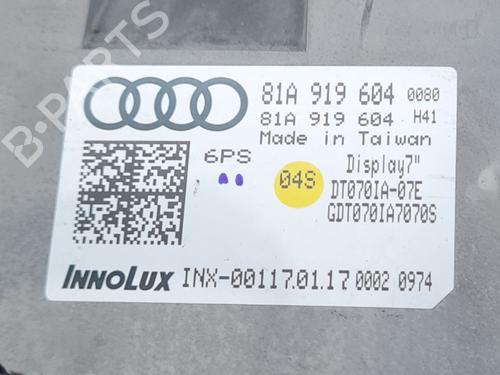 81A 919 604 0080
81A 919 604 H41
Made in Taiwan
6PS
04S
Display7"
DT070IA-07E
GDT070IA7070S
INNOLUX INX-00117.01.17 0002 0974
B-PARTS